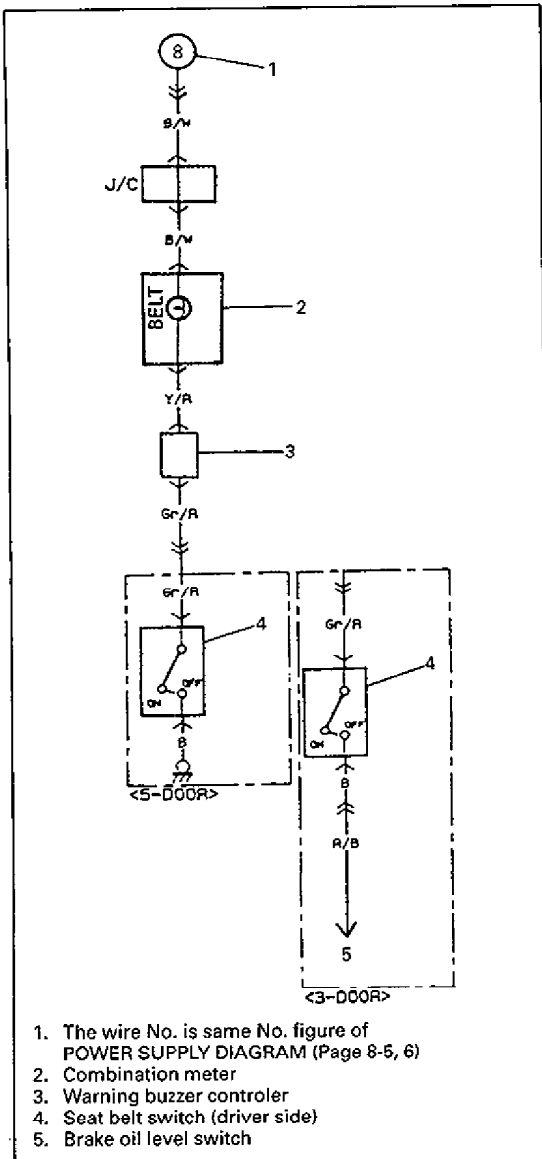 8
1
B/W
J/C
B/W
BELT
2
Y/R
3
Gr/R
Gr/R
4
ON OFF
B
<5-DOOR>
Gr/R
4
ON OFF
B
R/B
5
<3-DOOR>
1. The wire No. is same No. figure of
POWER SUPPLY DIAGRAM (Page 8-5, 6)
2. Combination meter
3. Warning buzzer controler
4. Seat belt switch (driver side)
5. Brake oil level switch